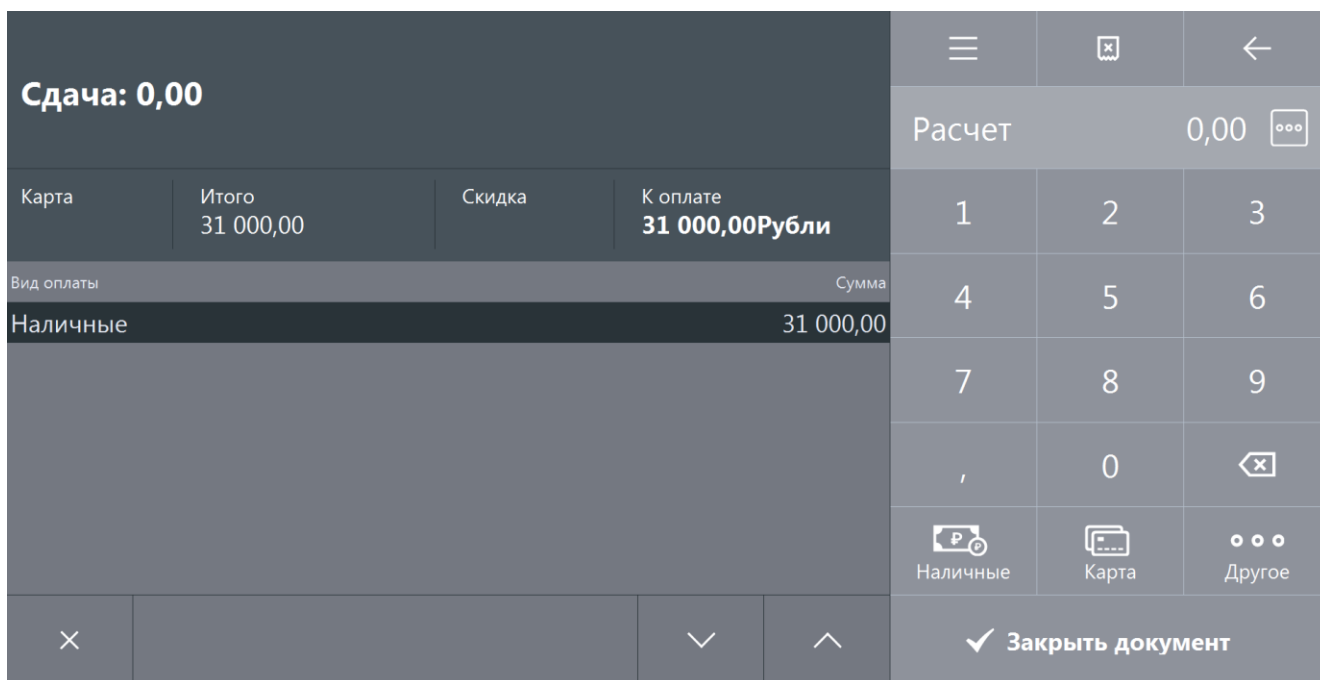 Сдача: 0,00
Карта
Итого
31 000,00
Скидка
К оплате
31 000,00Рубли
Вид оплаты Сумма
Наличные 31 000,00
Расчет 0,00
1 2 3
4 5 6
7 8 9
, 0
Наличные Карта Другое
Закрыть документ